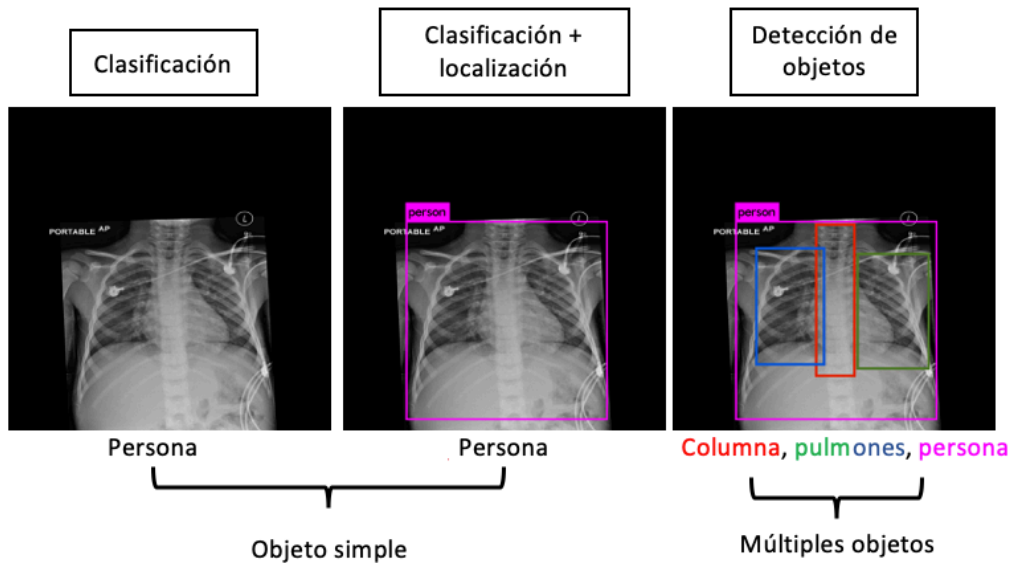 Clasificación
Clasificación +
localización
Detección de
objetos
PORTABLE AP
L
person
PORTABLE AP
L
person
PORTABLE AP
L
Persona
Persona
Columna, pulmones, persona
Objeto simple
Múltiples objetos